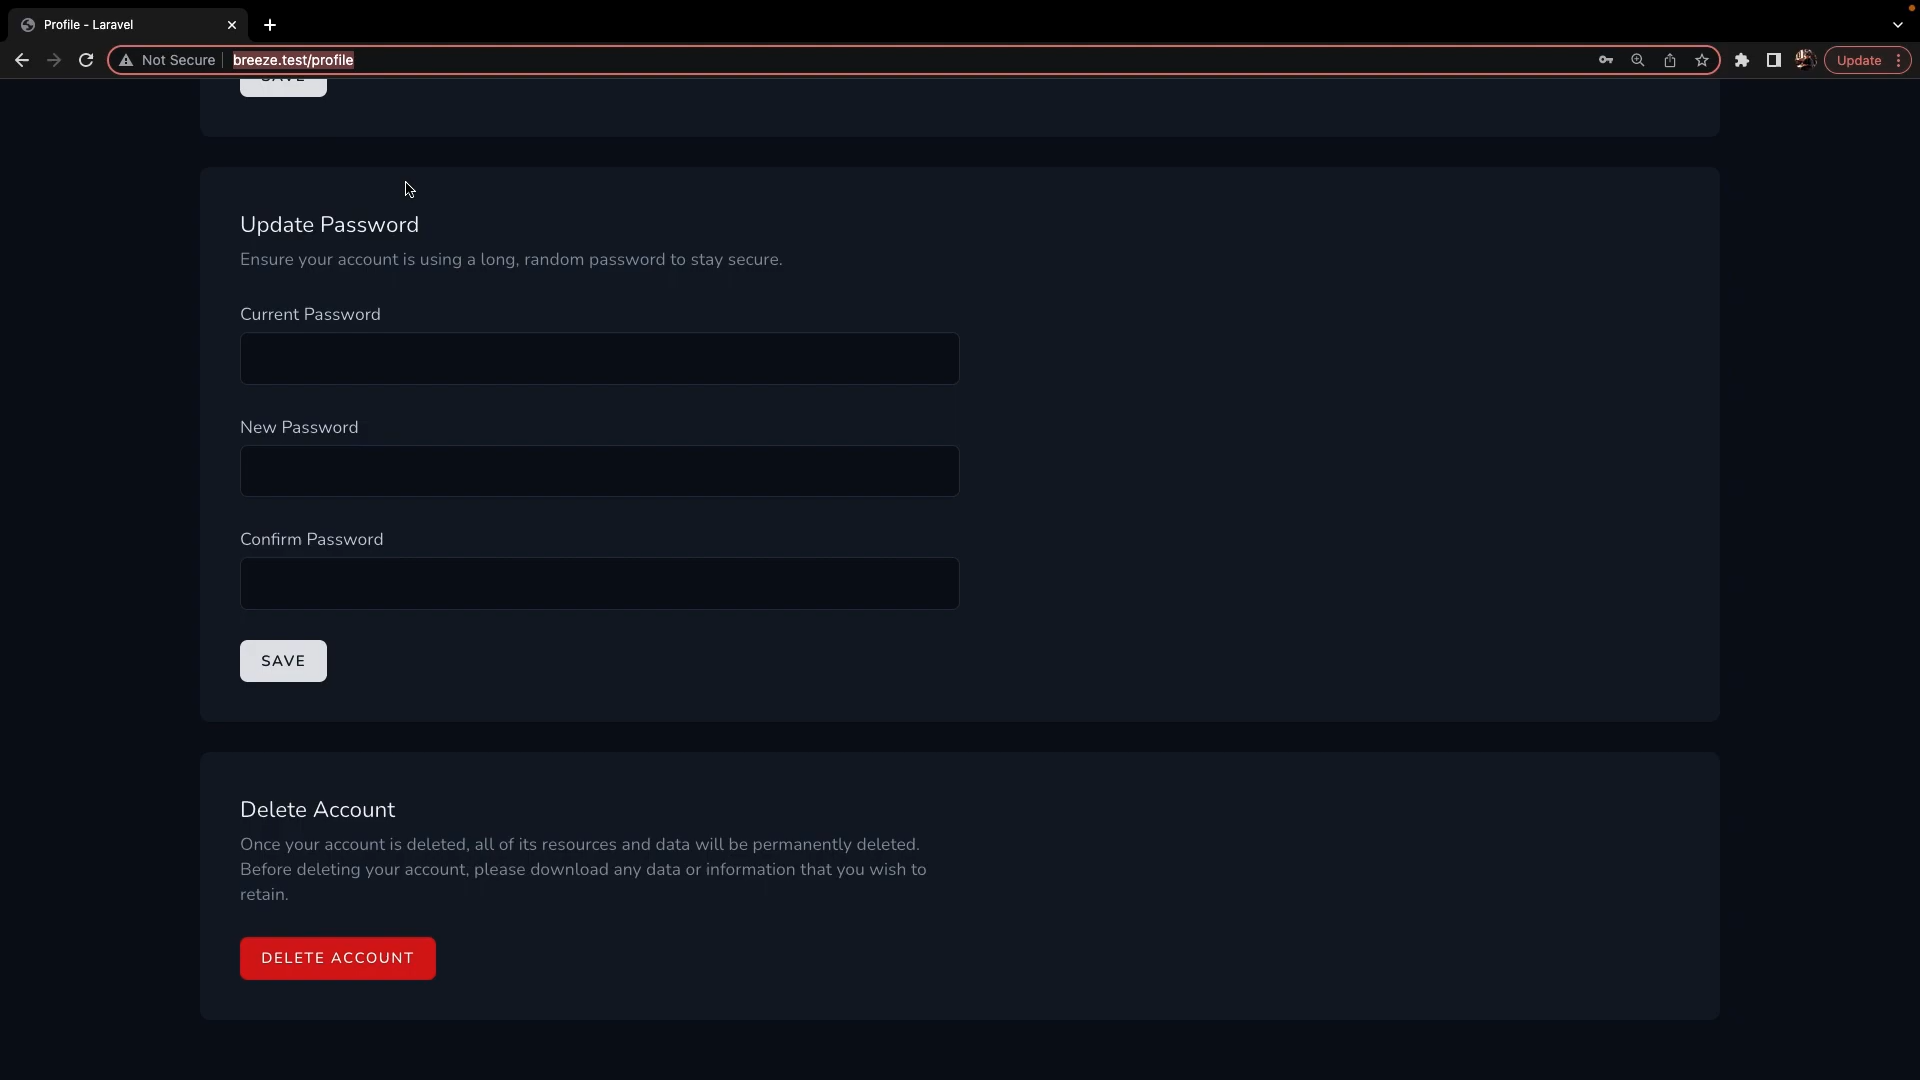 Profile - Laravel
Not Secure
breeze.test/profile
Update
SAVE
Update Password
Ensure your account is using a long, random password to stay secure.
Current Password
New Password
Confirm Password
SAVE
Delete Account
Once your account is deleted, all of its resources and data will be permanently deleted.
Before deleting your account, please download any data or information that you wish to
retain.
DELETE ACCOUNT